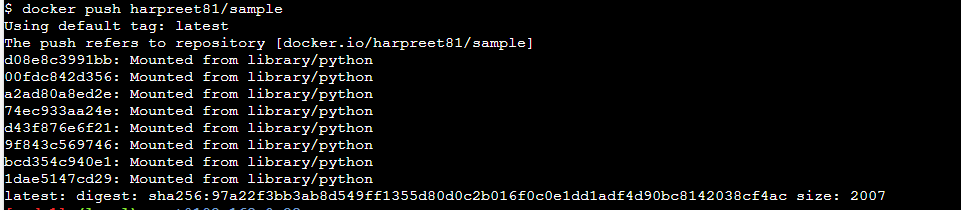 $ docker push harpreet81/sample
Using default tag: latest
The push refers to repository [docker.io/harpreet81/sample]
d08e8c3991bb: Mounted from library/python
00fdc842d356: Mounted from library/python
a2ad80a8ed2e: Mounted from library/python
74ec933aa24e: Mounted from library/python
d43f876e6f21: Mounted from library/python
9f843c569746: Mounted from library/python
bcd354c940e1: Mounted from library/python
1dae5147cd29: Mounted from library/python
latest: digest: sha256:97a22f3bb3ab8d549ff1355d80d0c2b016f0c0e1dd1adf4d90bc8142038cf4ac size: 2007